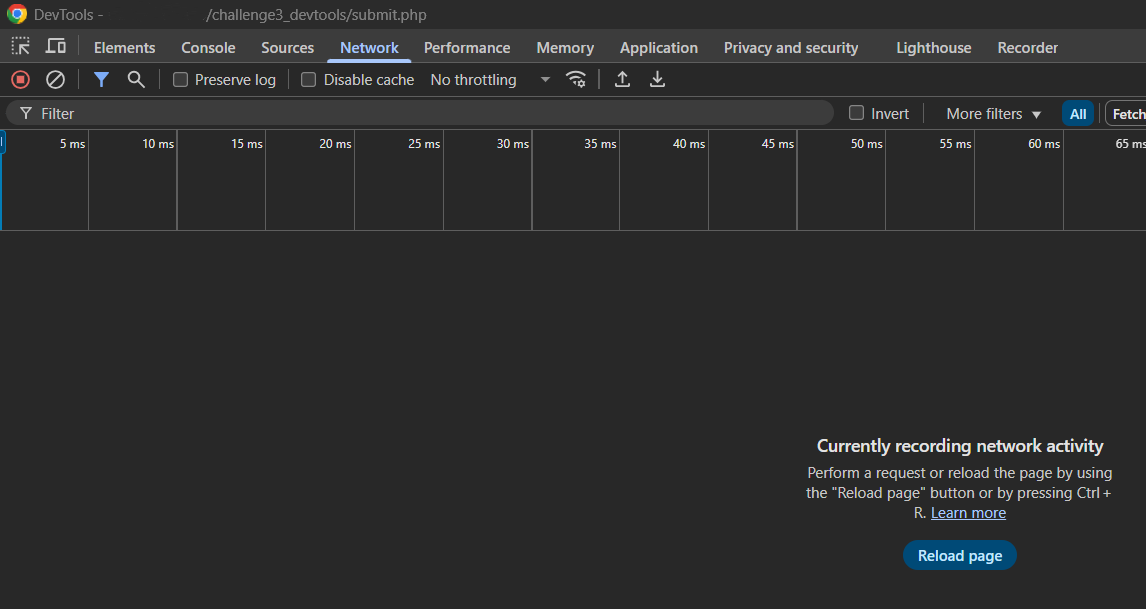 DevTools - /challenge3_devtools/submit.php
Elements Console Sources Network Performance Memory Application Privacy and security Lighthouse Recorder
Preserve log Disable cache No throttling
Filter Invert More filters All Fetch
5 ms 10 ms 15 ms 20 ms 25 ms 30 ms 35 ms 40 ms 45 ms 50 ms 55 ms 60 ms 65 ms
Currently recording network activity
Perform a request or reload the page by using
the "Reload page" button or by pressing Ctrl +
R. Learn more
Reload page